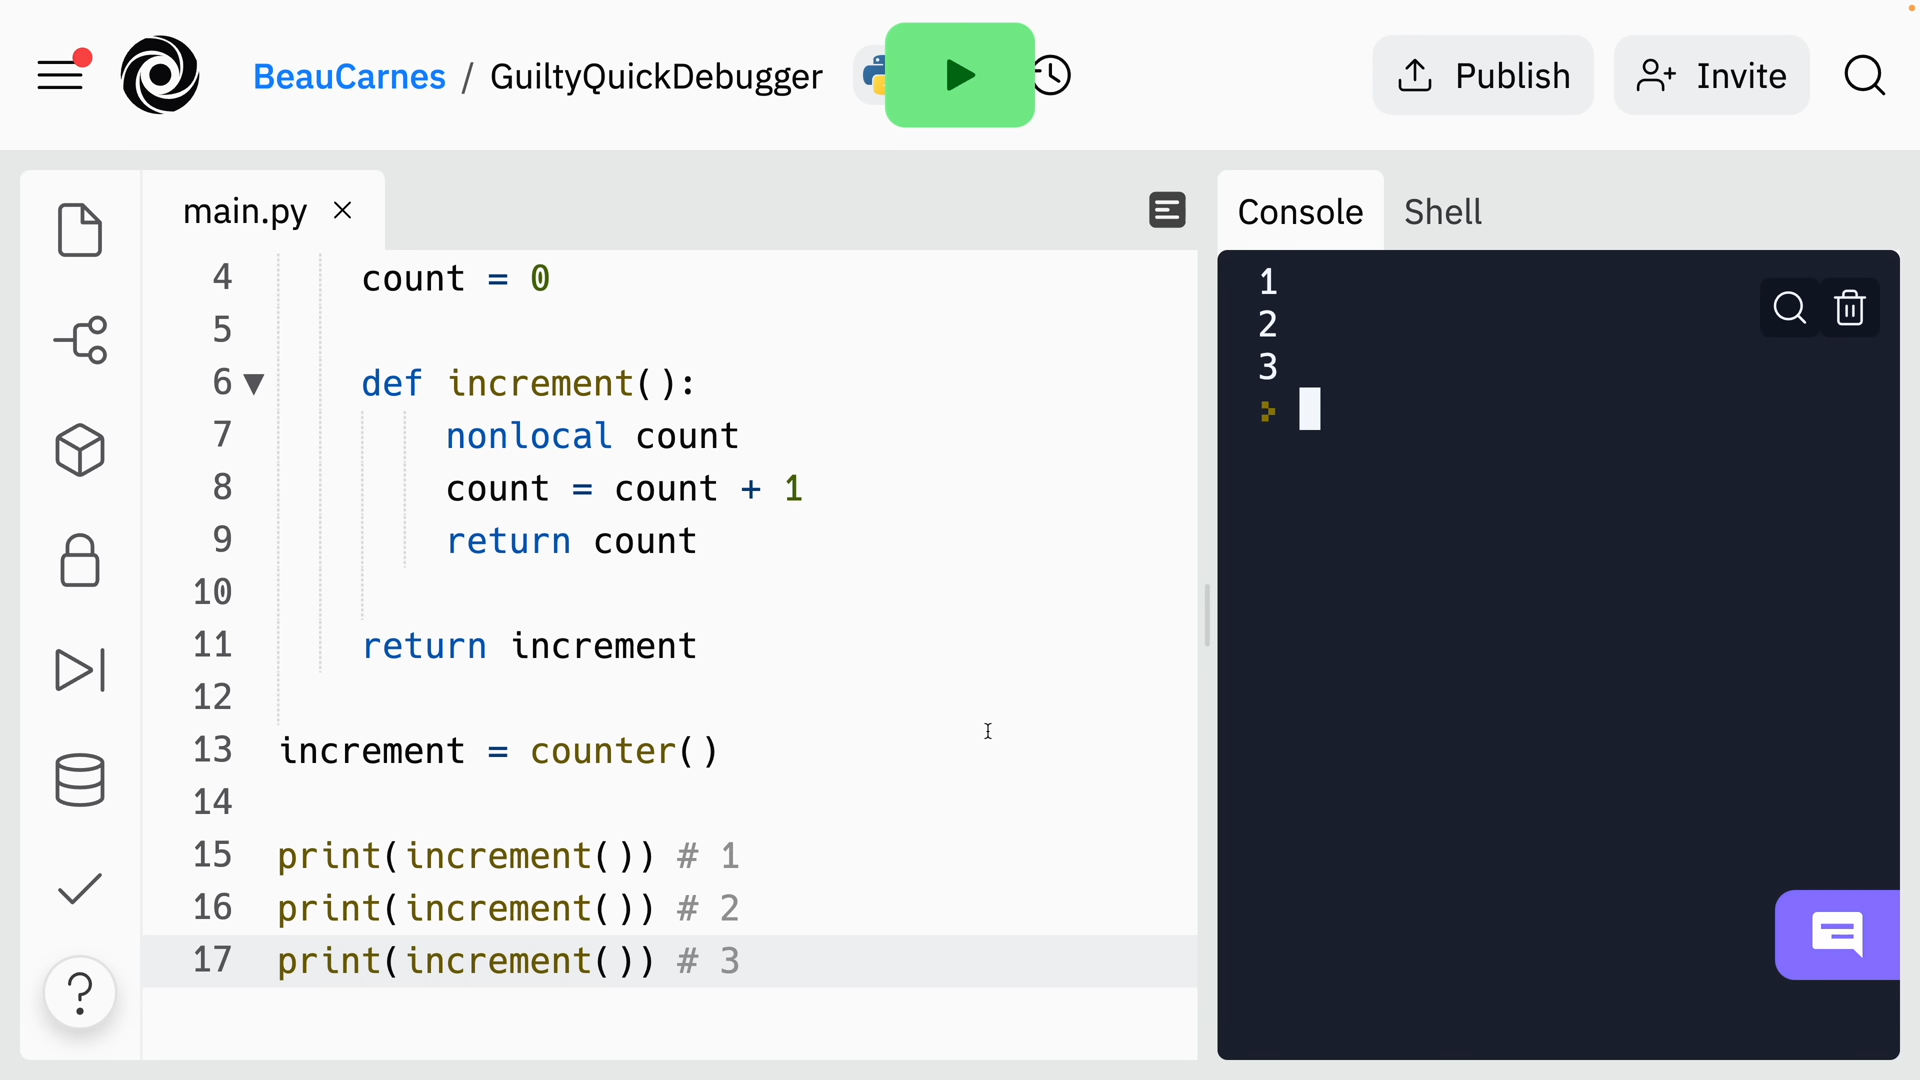 BeauCarnes / GuiltyQuickDebugger
Publish
Invite
main.py
Console
Shell
4 count = 0
5
6 def increment():
7 nonlocal count
8 count = count + 1
9 return count
10
11 return increment
12
13 increment = counter()
14
15 print(increment()) # 1
16 print(increment()) # 2
17 print(increment()) # 3
1
2
3
?